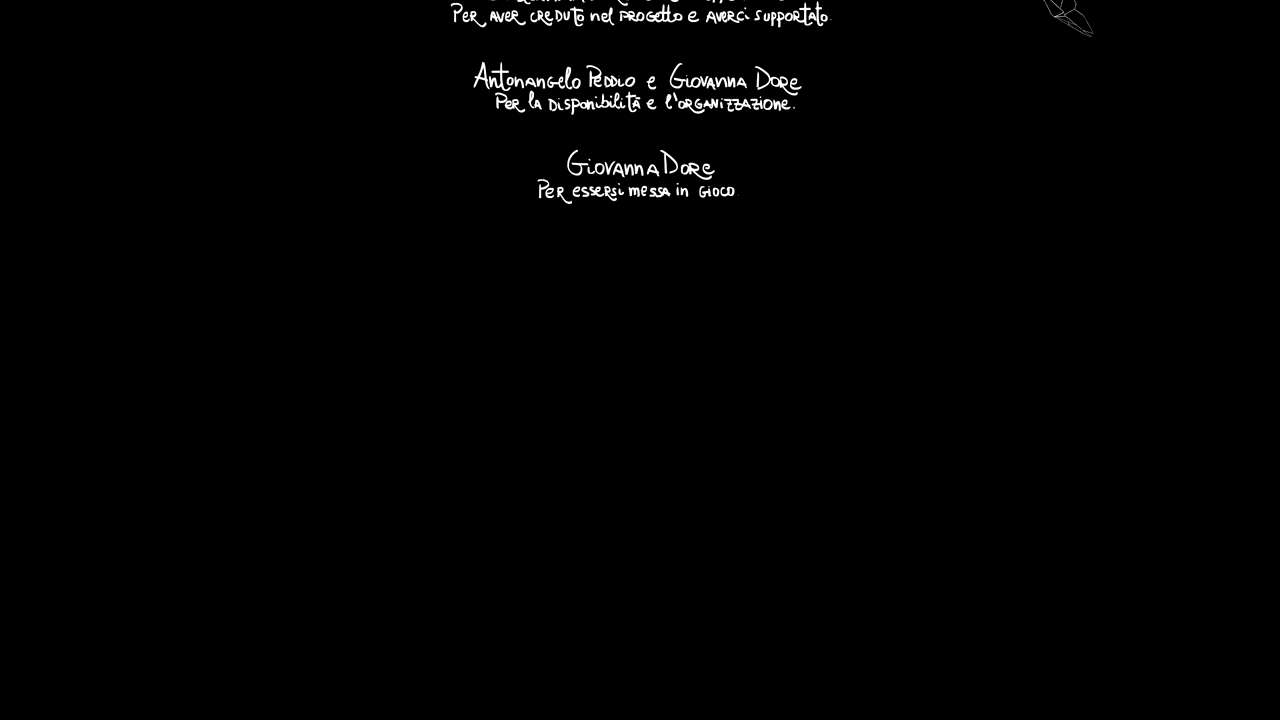 Per aver creduto nel progetto e averci supportato.
Antonangelo Peddio e Giovanna Dore
Per la disponibilità e l'organizzazione.
Giovanna Dore
Per essersi messa in gioco.